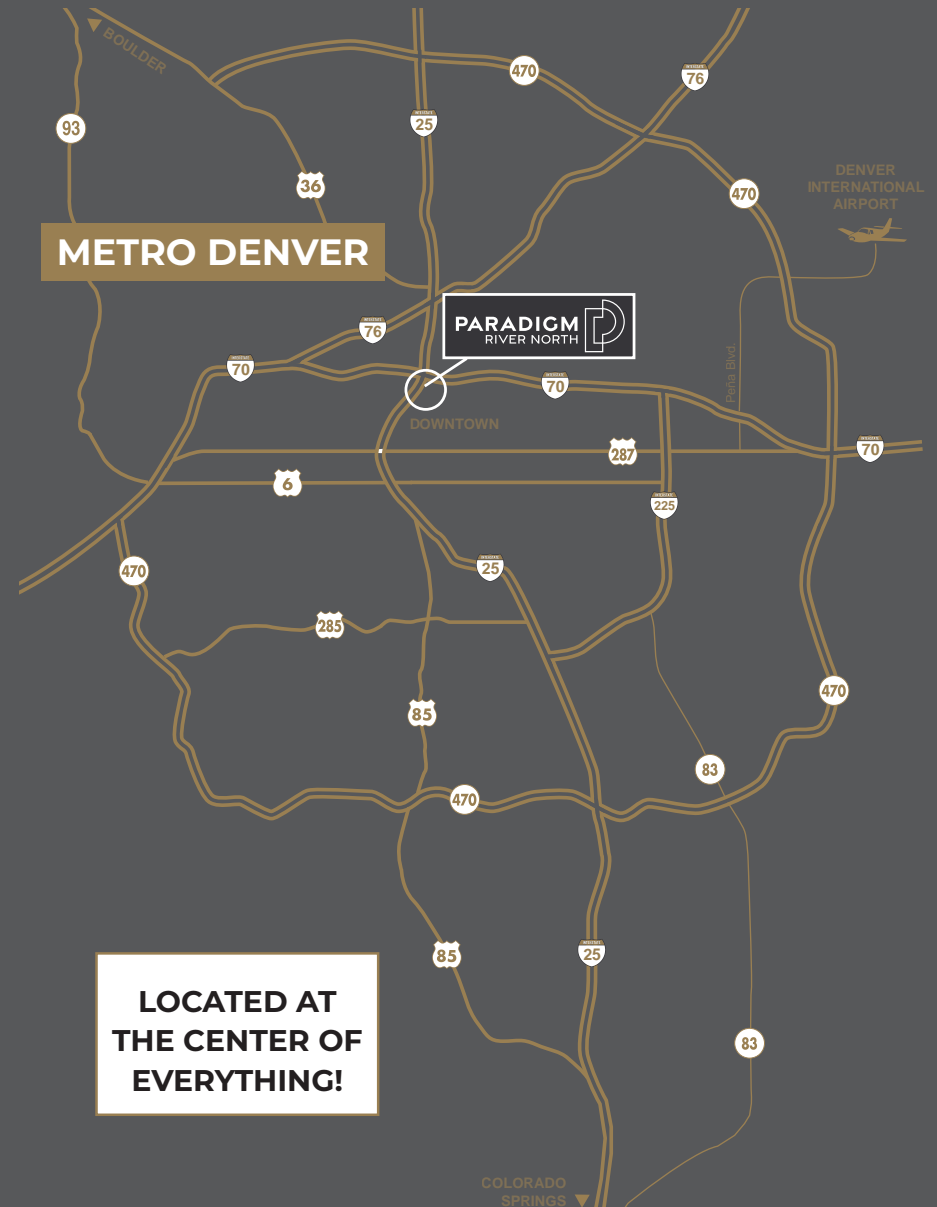 BOULDER
470
76
25
93
36
470
DENVER
INTERNATIONAL
AIRPORT
METRO DENVER
PARADIGM
RIVER NORTH
76
70
70
Peña Blvd.
DOWNTOWN
287
70
6
225
25
470
285
470
85
83
470
85
25
LOCATED AT
THE CENTER OF
EVERYTHING!
83
COLORADO
SPRINGS